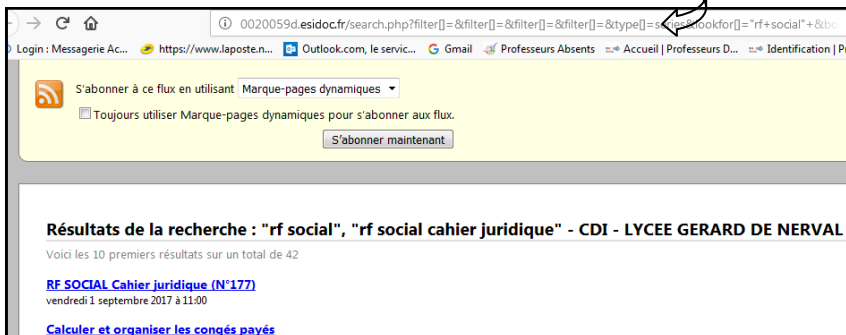 0020059d.esidoc.fr/search.php?filter[]=&filter[]=&filter[]=&filter[]=&type[]=series&lookfor[]="rf+social"+&bo
Login : Messagerie Ac... https://www.laposte.n... Outlook.com, le servic... Gmail Professeurs Absents Accueil | Professeurs D... Identification | P
S'abonner à ce flux en utilisant Marque-pages dynamiques
Toujours utiliser Marque-pages dynamiques pour s'abonner aux flux.
S'abonner maintenant
Résultats de la recherche : "rf social", "rf social cahier juridique" - CDI - LYCEE GERARD DE NERVAL
Voici les 10 premiers résultats sur un total de 42
RF SOCIAL Cahier juridique (N°177)
vendredi 1 septembre 2017 à 11:00
Calculer et organiser les congés payés